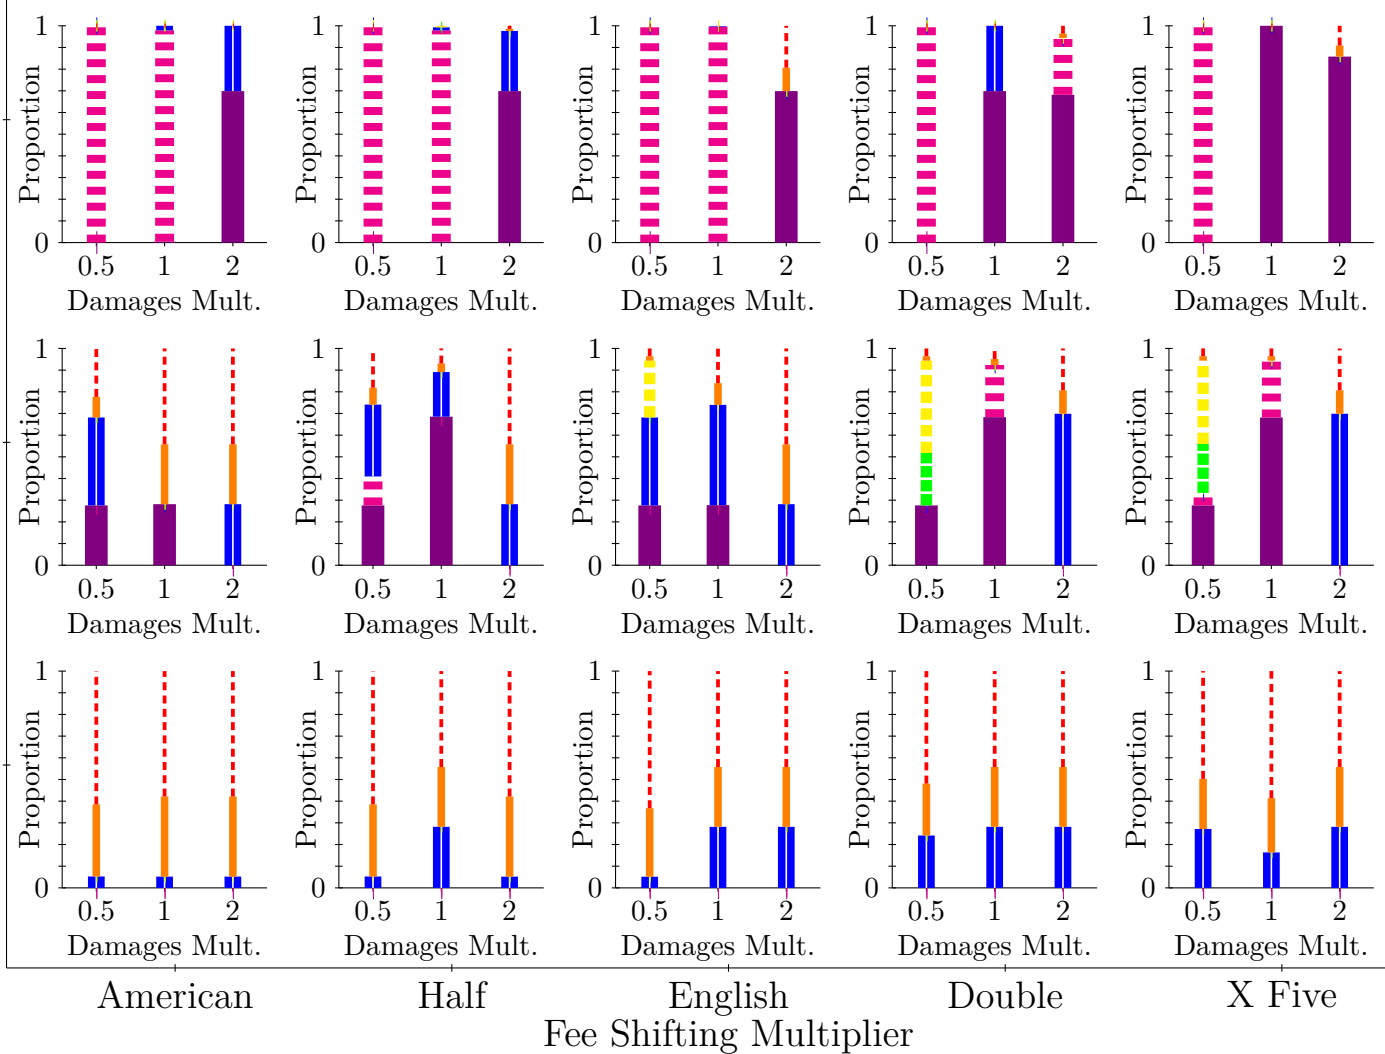 1 1 1 1 1
Proportion Proportion Proportion Proportion Proportion
0 0 0 0 0
0.5 1 2 0.5 1 2 0.5 1 2 0.5 1 2 0.5 1 2
Damages Mult. Damages Mult. Damages Mult. Damages Mult. Damages Mult.
1 1 1 1 1
Proportion Proportion Proportion Proportion Proportion
0 0 0 0 0
0.5 1 2 0.5 1 2 0.5 1 2 0.5 1 2 0.5 1 2
Damages Mult. Damages Mult. Damages Mult. Damages Mult. Damages Mult.
1 1 1 1 1
Proportion Proportion Proportion Proportion Proportion
0 0 0 0 0
0.5 1 2 0.5 1 2 0.5 1 2 0.5 1 2 0.5 1 2
Damages Mult. Damages Mult. Damages Mult. Damages Mult. Damages Mult.
American Half English Double X Five
Fee Shifting Multiplier